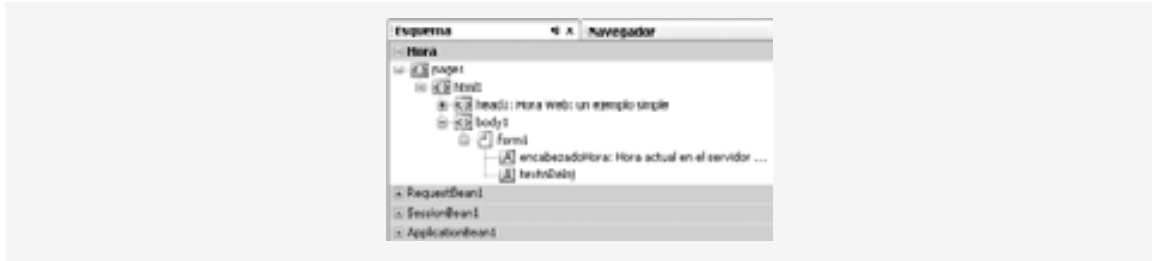 Esquema Navegador
Hora
page1
html1
head1: Hora Web: un ejemplo simple
body1
form1
encabezadoHora: Hora actual en el servidor ...
textoReloj
RequestBean1
SessionBean1
ApplicationBean1